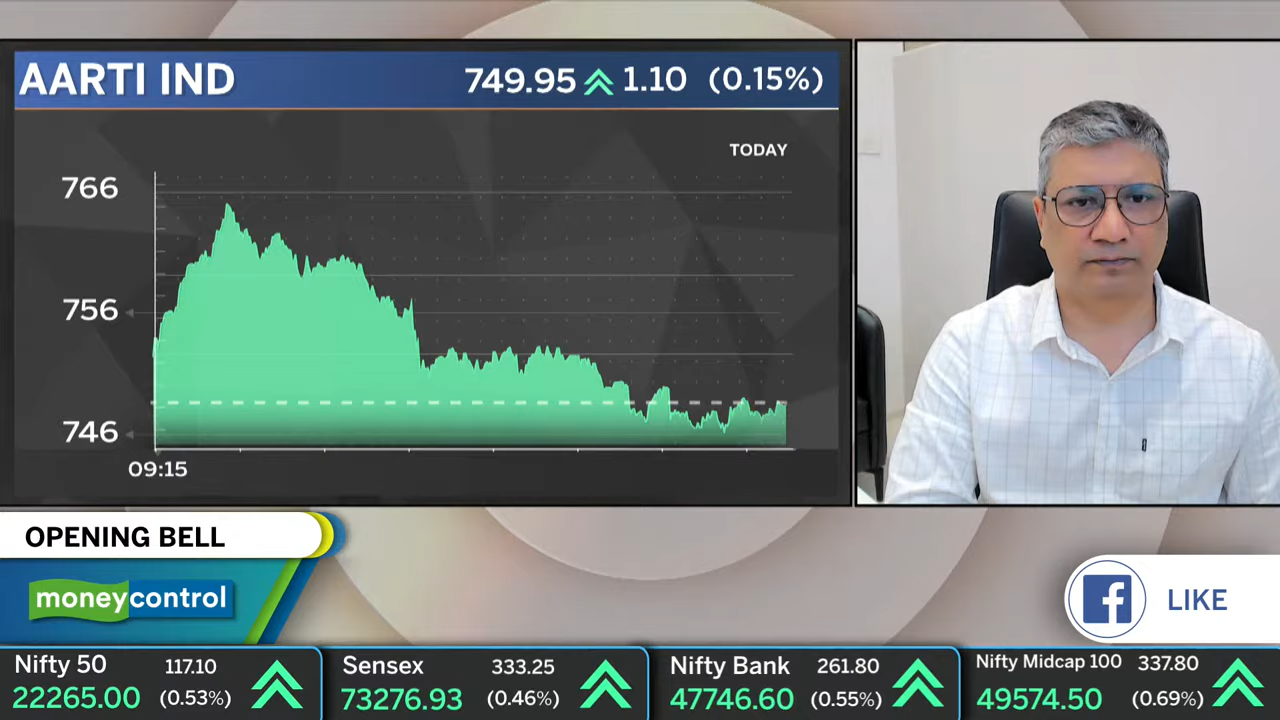 AARTI IND 749.95 1.10 (0.15%)
TODAY
766
756
746
09:15
OPENING BELL
moneycontrol
f LIKE
Nifty 50 117.10
22265.00 (0.53%)
Sensex 333.25
73276.93 (0.46%)
Nifty Bank 261.80
47746.60 (0.55%)
Nifty Midcap 100 337.80
49574.50 (0.69%)